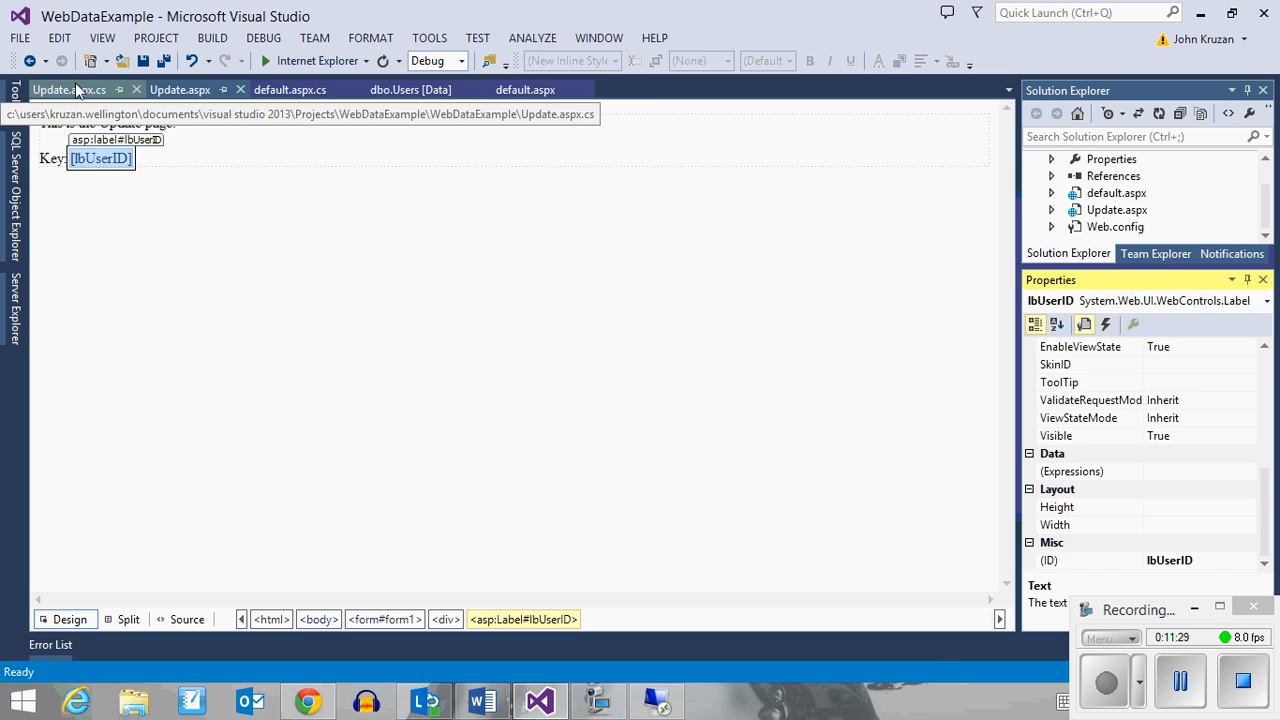 WebDataExample - Microsoft Visual Studio
Quick Launch (Ctrl+Q)
FILE EDIT VIEW PROJECT BUILD DEBUG TEAM FORMAT TOOLS TEST ANALYZE WINDOW HELP
John Kruzan
Internet Explorer Debug (New Inline Style) (None) (Default) A B I U A
Update.aspx.cs Update.aspx default.aspx.cs dbo.Users [Data] default.aspx
c:\users\kruzan.wellington\documents\visual studio 2013\Projects\WebDataExample\WebDataExample\Update.aspx.cs
asp:label#lbUserID
Key:[lbUserID]
SQL Server Object Explorer
Server Explorer
Solution Explorer
Search Solution Explorer (Ctrl+;)
Properties
References
default.aspx
Update.aspx
Web.config
Solution Explorer Team Explorer Notifications
Properties
lbUserID System.Web.UI.WebControls.Label
EnableViewState True
SkinID
ToolTip
ValidateRequestMod Inherit
ViewStateMode Inherit
Visible True
Data
(Expressions)
Layout
Height
Width
Misc
(ID) lbUserID
Text
The text
Design Split Source <html> <body> <form#form1> <div> <asp:Label#lbUserID>
Error List
Ready
Recording...
Menu 0:11:29 8.0 fps